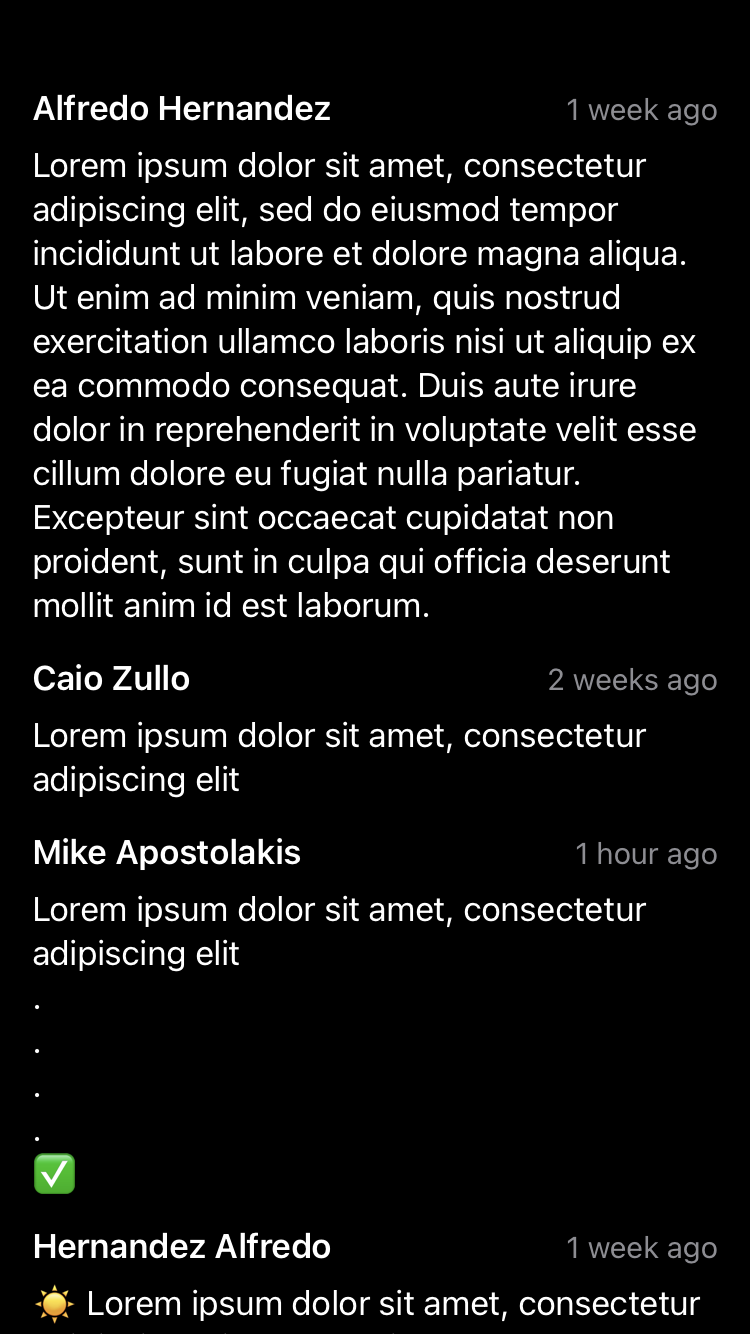 Alfredo Hernandez 1 week ago
Lorem ipsum dolor sit amet, consectetur
adipiscing elit, sed do eiusmod tempor
incididunt ut labore et dolore magna aliqua.
Ut enim ad minim veniam, quis nostrud
exercitation ullamco laboris nisi ut aliquip ex
ea commodo consequat. Duis aute irure
dolor in reprehenderit in voluptate velit esse
cillum dolore eu fugiat nulla pariatur.
Excepteur sint occaecat cupidatat non
proident, sunt in culpa qui officia deserunt
mollit anim id est laborum.
Caio Zullo 2 weeks ago
Lorem ipsum dolor sit amet, consectetur
adipiscing elit
Mike Apostolakis 1 hour ago
Lorem ipsum dolor sit amet, consectetur
adipiscing elit
.
.
.
.
✅
Hernandez Alfredo 1 week ago
☀️ Lorem ipsum dolor sit amet, consectetur